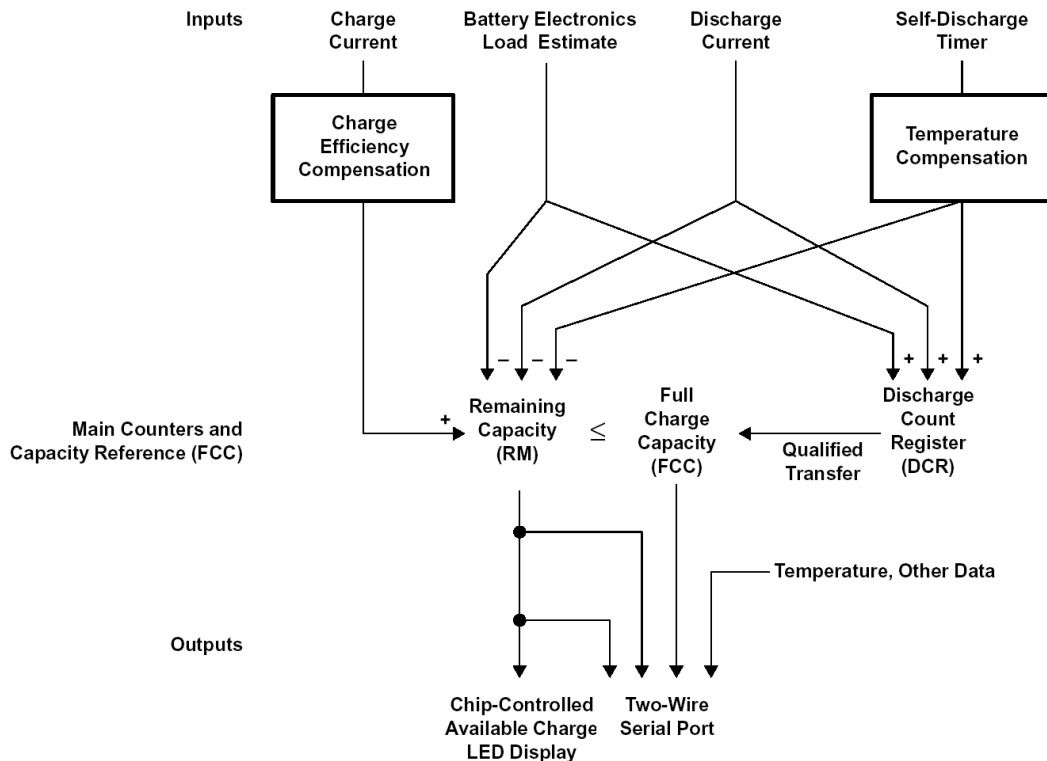 Inputs
Charge
Current
Battery Electronics
Load Estimate
Discharge
Current
Self-Discharge
Timer
Charge
Efficiency
Compensation
Temperature
Compensation
– – –
+ + +
Main Counters and
Capacity Reference (FCC)
+
Remaining
Capacity
(RM)
≤
Full
Charge
Capacity
(FCC)
Qualified
Transfer
Discharge
Count
Register
(DCR)
Temperature, Other Data
Outputs
Chip-Controlled
Available Charge
LED Display
Two-Wire
Serial Port